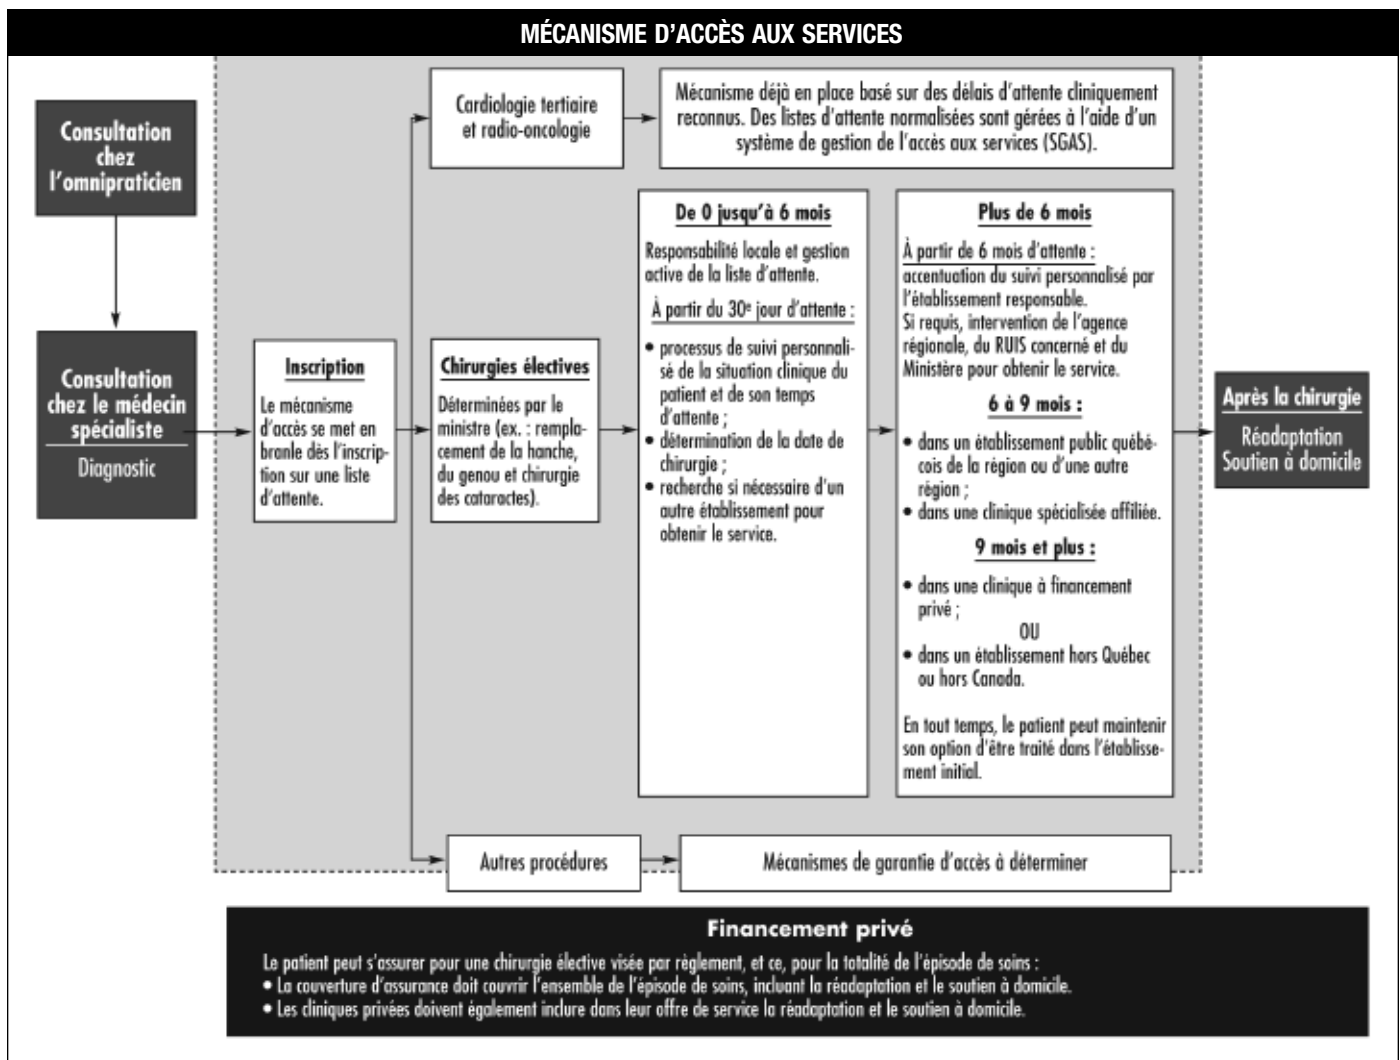 MÉCANISME D'ACCÈS AUX SERVICES
Consultation
chez
l'omnipraticien
Consultation
chez le médecin
spécialiste
Diagnostic
Inscription
Le mécanisme
d'accès se met en
branle dès l'inscrip-
tion sur une liste
d'attente.
Cardiologie tertiaire
et radio-oncologie
Mécanisme déjà en place basé sur des délais d'attente cliniquement
reconnus. Des listes d'attente normalisées sont gérées à l'aide d'un
système de gestion de l'accès aux services (SGAS).
Chirurgies électives
Déterminées par le
ministre (ex. : rempla-
cement de la hanche,
du genou et chirurgie
des cataractes).
De 0 jusqu'à 6 mois
Responsabilité locale et gestion
active de la liste d'attente.
À partir du 30e jour d'attente :
• processus de suivi personnali-
sé de la situation clinique du
patient et de son temps
d'attente ;
• détermination de la date de
chirurgie ;
• recherche si nécessaire d'un
autre établissement pour
obtenir le service.
Plus de 6 mois
À partir de 6 mois d'attente :
accentuation du suivi personnalisé par
l'établissement responsable.
Si requis, intervention de l'agence
régionale, du RUIS concerné et du
Ministère pour obtenir le service.
6 à 9 mois :
• dans un établissement public québé-
cois de la région ou d'une autre
région ;
• dans une clinique spécialisée affiliée.
9 mois et plus :
• dans une clinique à financement
privé ;
OU
• dans un établissement hors Québec
ou hors Canada.
En tout temps, le patient peut maintenir
son option d'être traité dans l'établisse-
ment initial.
Après la chirurgie
Réadaptation
Soutien à domicile
Autres procédures
Mécanismes de garantie d'accès à déterminer
Financement privé
Le patient peut s'assurer pour une chirurgie élective visée par règlement, et ce, pour la totalité de l'épisode de soins :
• La couverture d'assurance doit couvrir l'ensemble de l'épisode de soins, incluant la réadaptation et le soutien à domicile.
• Les cliniques privées doivent également inclure dans leur offre de service la réadaptation et le soutien à domicile.